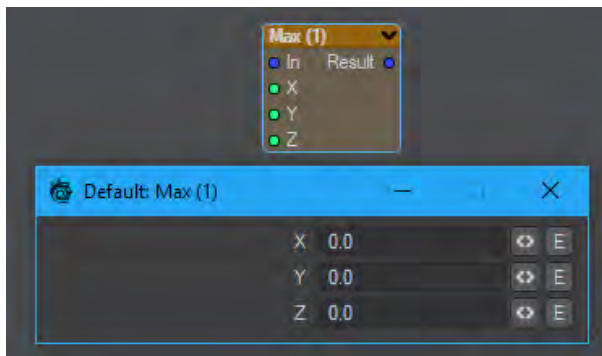 Max (1)
In Result
X
Y
Z
Default: Max (1)
X 0.0 E
Y 0.0 E
Z 0.0 E